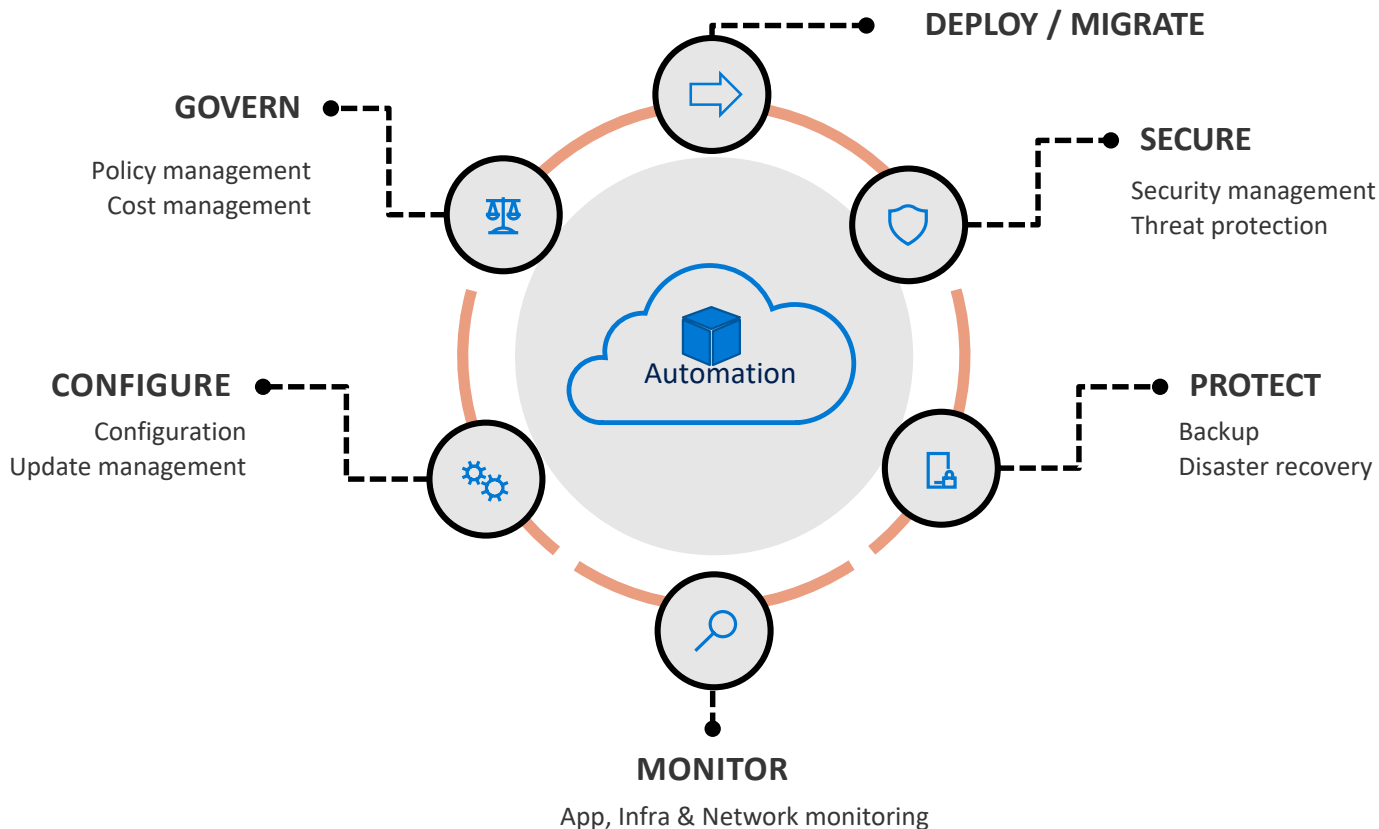 DEPLOY / MIGRATE
GOVERN
Policy management
Cost management
SECURE
Security management
Threat protection
Automation
CONFIGURE
Configuration
Update management
PROTECT
Backup
Disaster recovery
MONITOR
App, Infra & Network monitoring